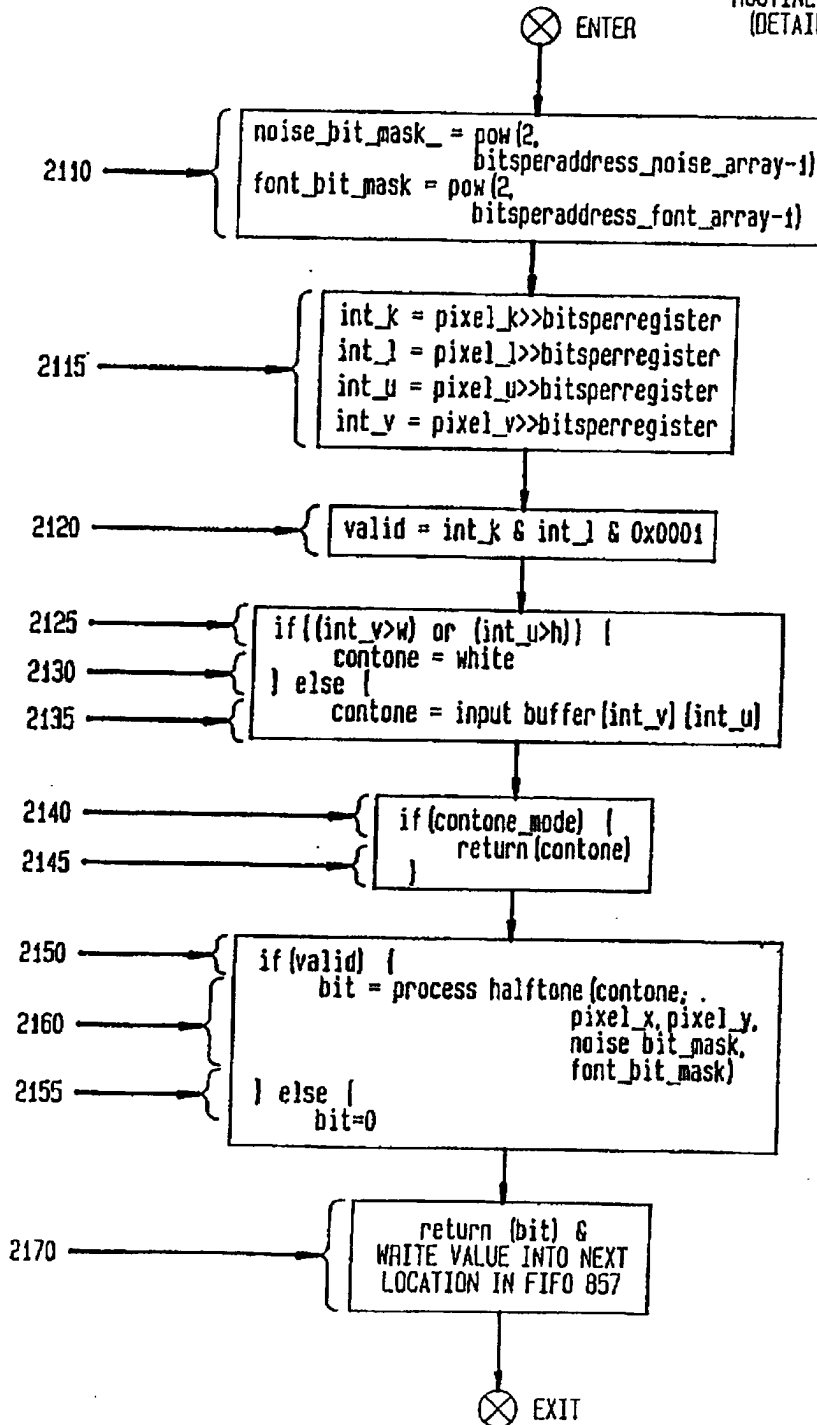 (DETAIL
ENTER
2110
noise_bit_mask_ = pow(2,
bitsperaddress_noise_array-1)
font_bit_mask = pow(2,
bitsperaddress_font_array-1)
2115
int_k = pixel_k>>bitsperregister
int_l = pixel_l>>bitsperregister
int_u = pixel_u>>bitsperregister
int_v = pixel_v>>bitsperregister
2120
valid = int_k & int_l & 0x0001
2125
if((int_v>w) or (int_u>h)) {
2130
contone = white
} else {
2135
contone = input buffer(int_v)(int_u)
2140
if(contone_mode) {
2145
return(contone)
}
2150
if(valid) {
bit = process halftone(contone, .
2160
pixel_x,pixel_y,
noise bit_mask,
font_bit_mask)
2155
} else {
bit=0
2170
return (bit) &
WRITE VALUE INTO NEXT
LOCATION IN FIFO 857
EXIT